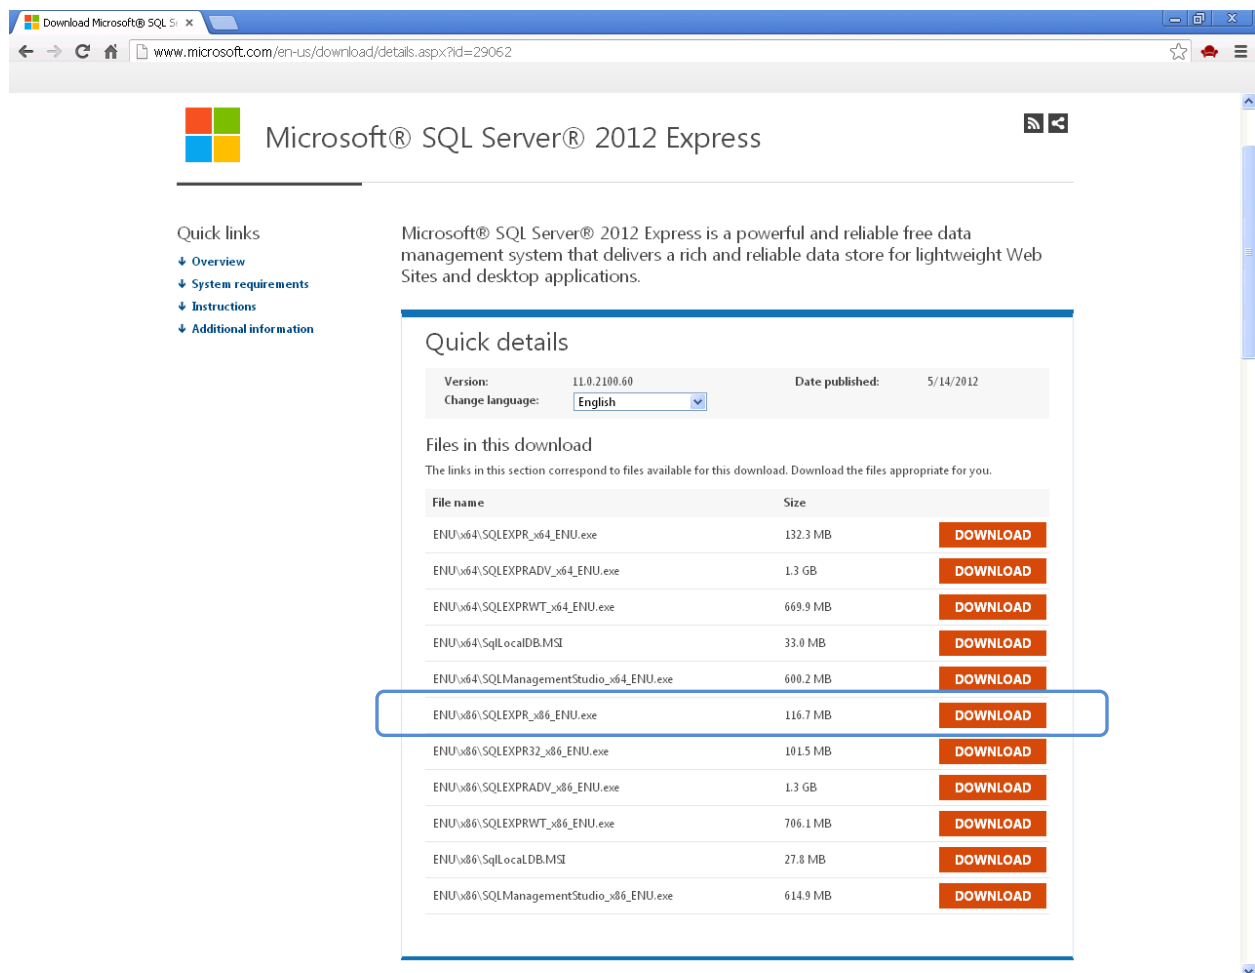 Download Microsoft® SQL S
www.microsoft.com/en-us/download/details.aspx?id=29062
Microsoft® SQL Server® 2012 Express
Quick links
Overview
System requirements
Instructions
Additional information
Microsoft® SQL Server® 2012 Express is a powerful and reliable free data
management system that delivers a rich and reliable data store for lightweight Web
Sites and desktop applications.
Quick details
Version: 11.0.2100.60 Date published: 5/14/2012
Change language: English
Files in this download
The links in this section correspond to files available for this download. Download the files appropriate for you.
File name Size
ENU\x64\SQLEXPR_x64_ENU.exe 132.3 MB DOWNLOAD
ENU\x64\SQLEXPRADV_x64_ENU.exe 1.3 GB DOWNLOAD
ENU\x64\SQLEXPRWT_x64_ENU.exe 669.9 MB DOWNLOAD
ENU\x64\SqlLocalDB.MSI 33.0 MB DOWNLOAD
ENU\x64\SQLManagementStudio_x64_ENU.exe 600.2 MB DOWNLOAD
ENU\x86\SQLEXPR_x86_ENU.exe 116.7 MB DOWNLOAD
ENU\x86\SQLEXPR32_x86_ENU.exe 101.5 MB DOWNLOAD
ENU\x86\SQLEXPRADV_x86_ENU.exe 1.3 GB DOWNLOAD
ENU\x86\SQLEXPRWT_x86_ENU.exe 706.1 MB DOWNLOAD
ENU\x86\SqlLocaLDB.MSI 27.8 MB DOWNLOAD
ENU\x86\SQLManagementStudio_x86_ENU.exe 614.9 MB DOWNLOAD